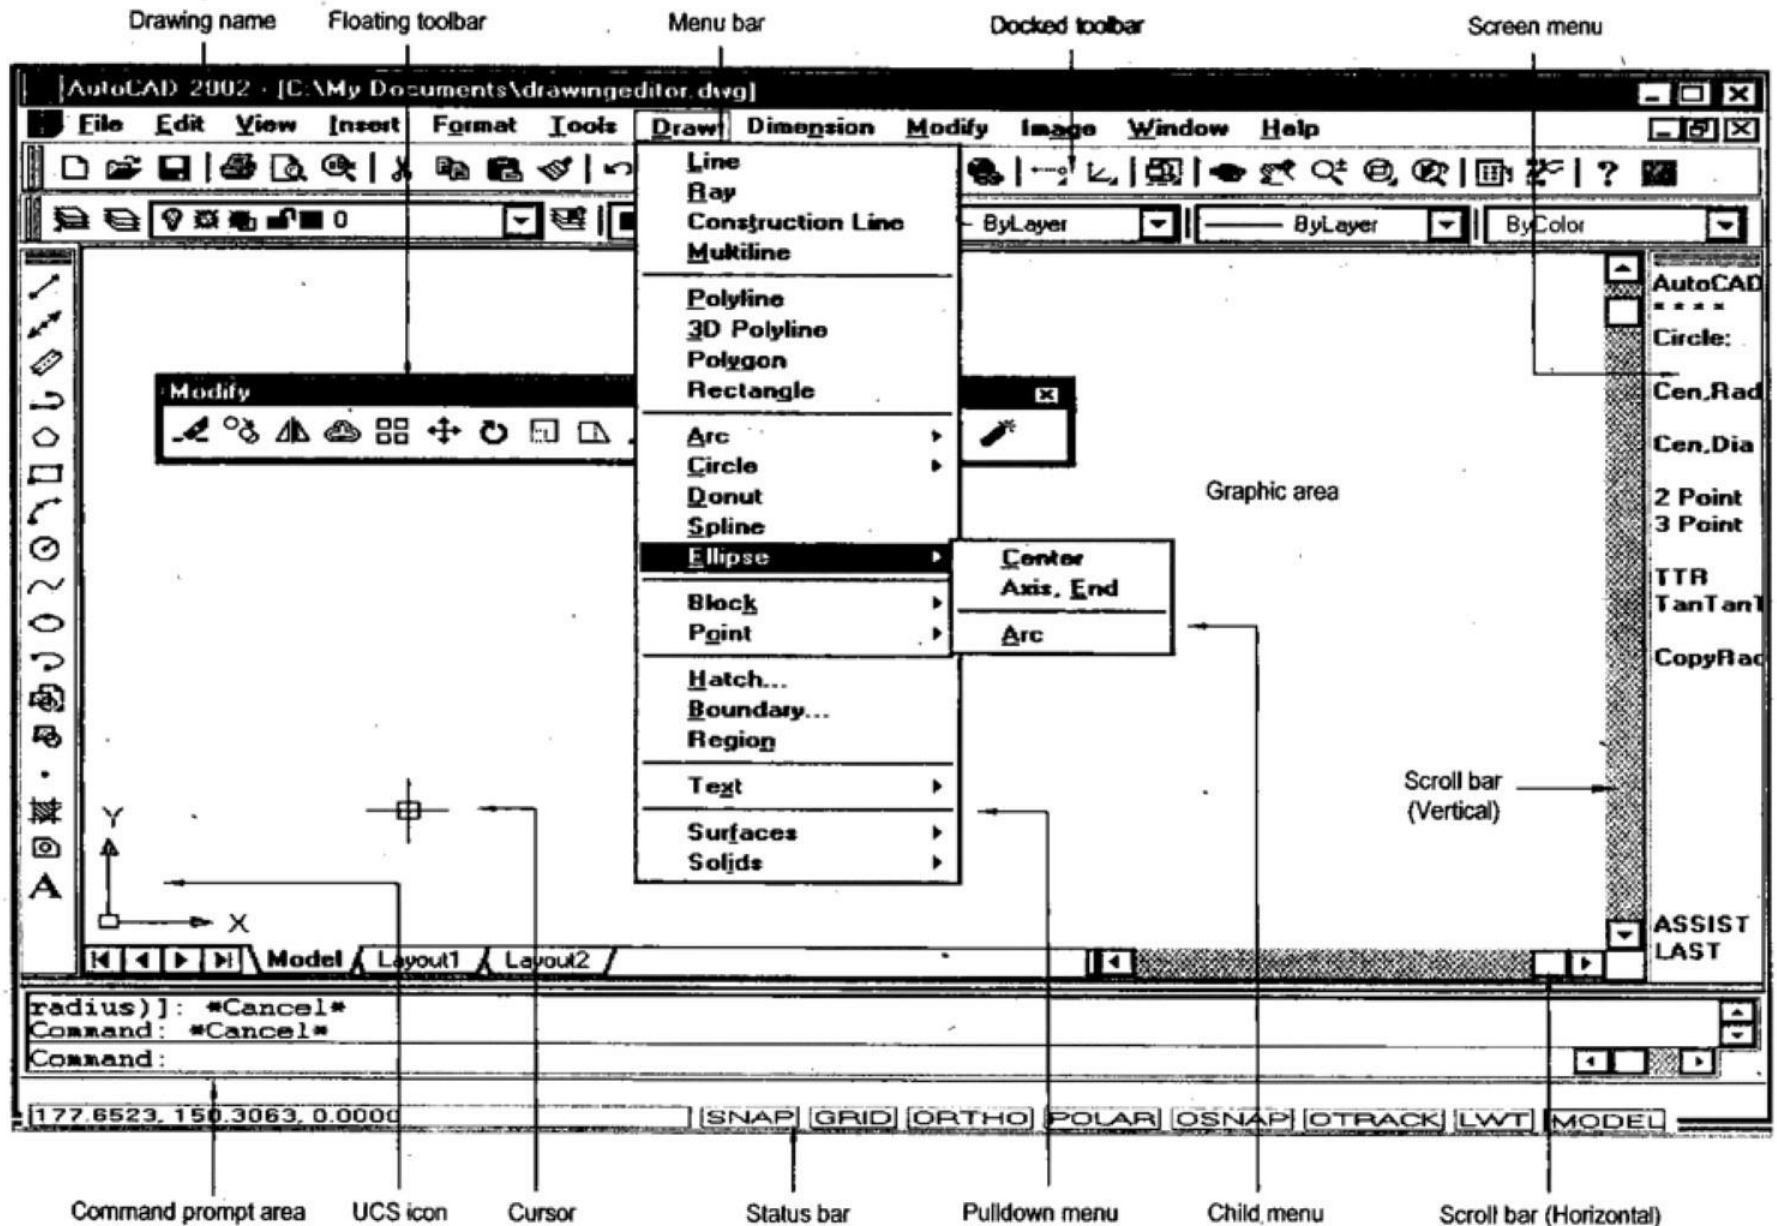 Drawing name Floating toolbar Menu bar Docked toolbar Screen menu
AutoCAD 2002 - [C:\My Documents\drawingeditor.dwg]
File Edit View Insert Format Tools Draw Dimension Modify Image Window Help
0 ByLayer ByLayer ByColor
Line
Ray
Construction Line
Multiline
Polyline
3D Polyline
Polygon
Rectangle
Arc
Circle
Donut
Spline
Ellipse
Block
Point
Hatch...
Boundary...
Region
Text
Surfaces
Solids
Center
Axis, End
Arc
Modify
Graphic area
Scroll bar
(Vertical)
AutoCAD
* * * *
Circle:
Cen,Rad
Cen,Dia
2 Point
3 Point
TTR
TanTanT
CopyRad
ASSIST
LAST
Y
X
A
Model Layout1 Layout2
radius)]: *Cancel*
Command: *Cancel*
Command:
177.6523, 150.3063, 0.0000 SNAP GRID ORTHO POLAR OSNAP OTRACK LWT MODEL
Command prompt area UCS icon Cursor Status bar Pulldown menu Child menu Scroll bar (Horizontal)